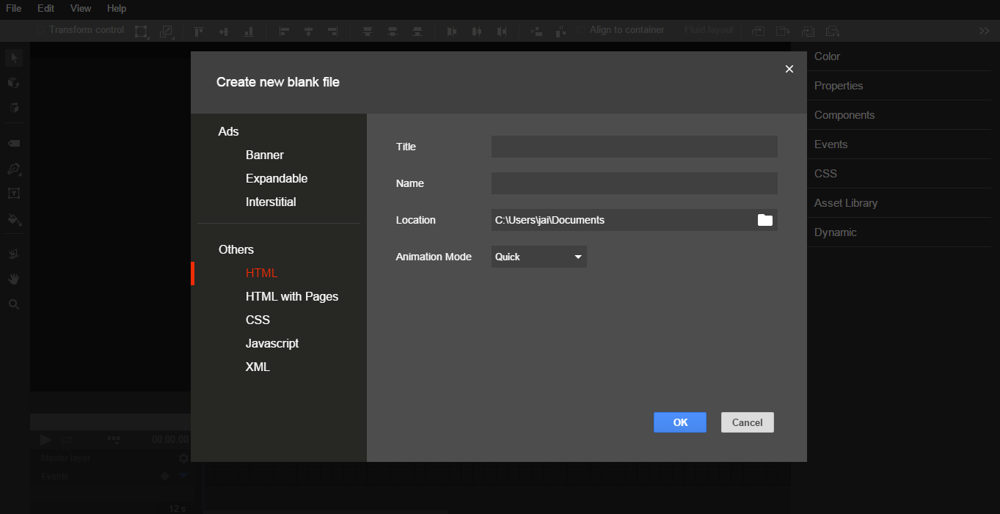 File Edit View Help
Transform control Align to container Fluid layout
Create new blank file
Ads
Banner
Expandable
Interstitial
Others
HTML
HTML with Pages
CSS
Javascript
XML
Title
Name
Location C:\Users\jai\Documents
Animation Mode Quick
OK Cancel
Color
Properties
Components
Events
CSS
Asset Library
Dynamic
00:00:00
Master layer
Events
12 s